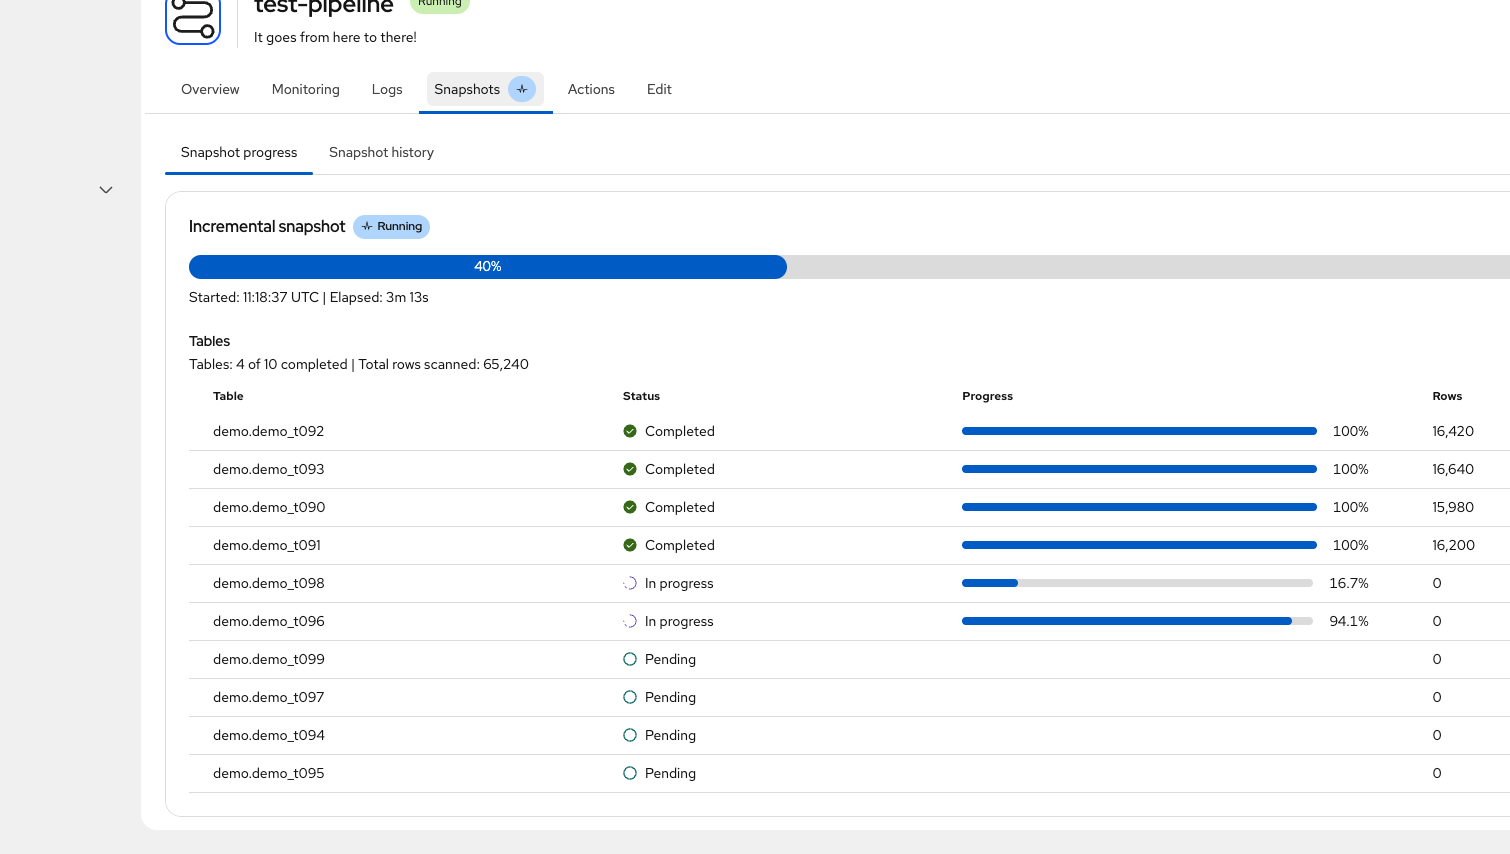 test-pipeline Running
It goes from here to there!
Overview Monitoring Logs Snapshots Actions Edit
Snapshot progress Snapshot history
Incremental snapshot Running
40%
Started: 11:18:37 UTC | Elapsed: 3m 13s
Tables
Tables: 4 of 10 completed | Total rows scanned: 65,240
Table Status Progress Rows
demo.demo_t092 Completed 100% 16,420
demo.demo_t093 Completed 100% 16,640
demo.demo_t090 Completed 100% 15,980
demo.demo_t091 Completed 100% 16,200
demo.demo_t098 In progress 16.7% 0
demo.demo_t096 In progress 94.1% 0
demo.demo_t099 Pending 0
demo.demo_t097 Pending 0
demo.demo_t094 Pending 0
demo.demo_t095 Pending 0